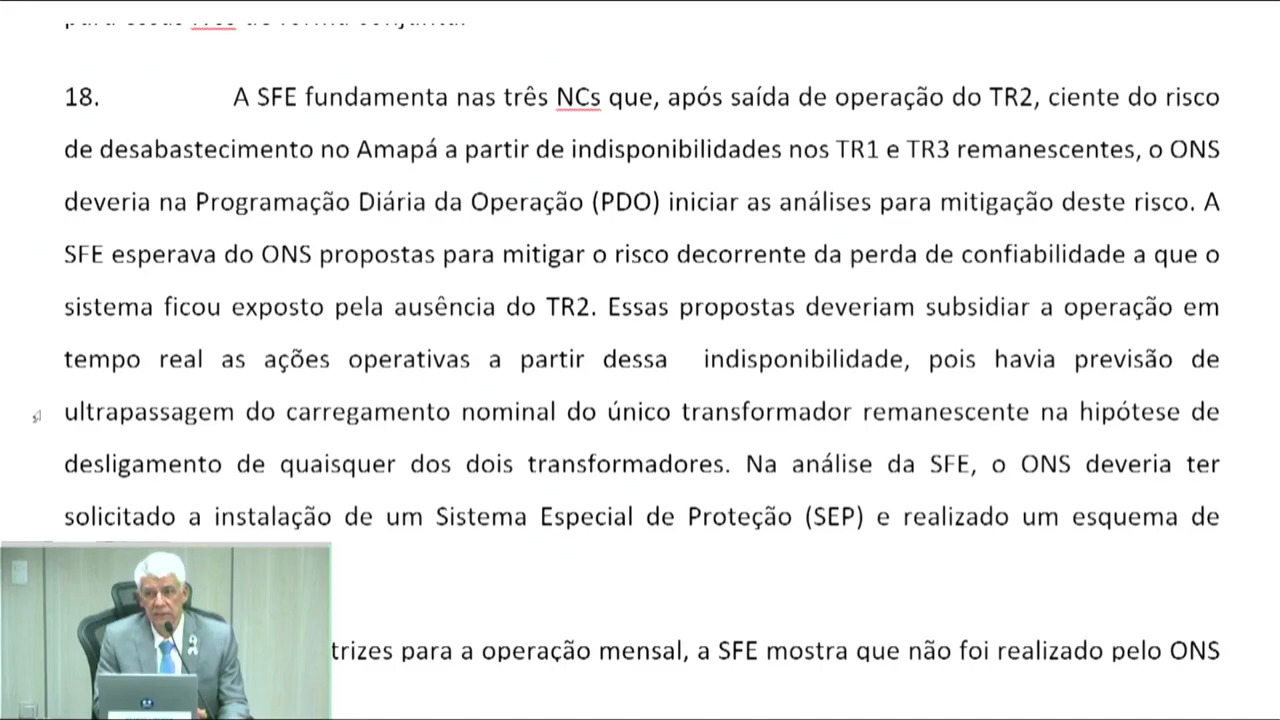 18. A SFE fundamenta nas três NCs que, após saída de operação do TR2, ciente do risco
de desabastecimento no Amapá a partir de indisponibilidades nos TR1 e TR3 remanescentes, o ONS
deveria na Programação Diária da Operação (PDO) iniciar as análises para mitigação deste risco. A
SFE esperava do ONS propostas para mitigar o risco decorrente da perda de confiabilidade a que o
sistema ficou exposto pela ausência do TR2. Essas propostas deveriam subsidiar a operação em
tempo real as ações operativas a partir dessa indisponibilidade, pois havia previsão de
ultrapassagem do carregamento nominal do único transformador remanescente na hipótese de
desligamento de quaisquer dos dois transformadores. Na análise da SFE, o ONS deveria ter
solicitado a instalação de um Sistema Especial de Proteção (SEP) e realizado um esquema de
trizes para a operação mensal, a SFE mostra que não foi realizado pelo ONS